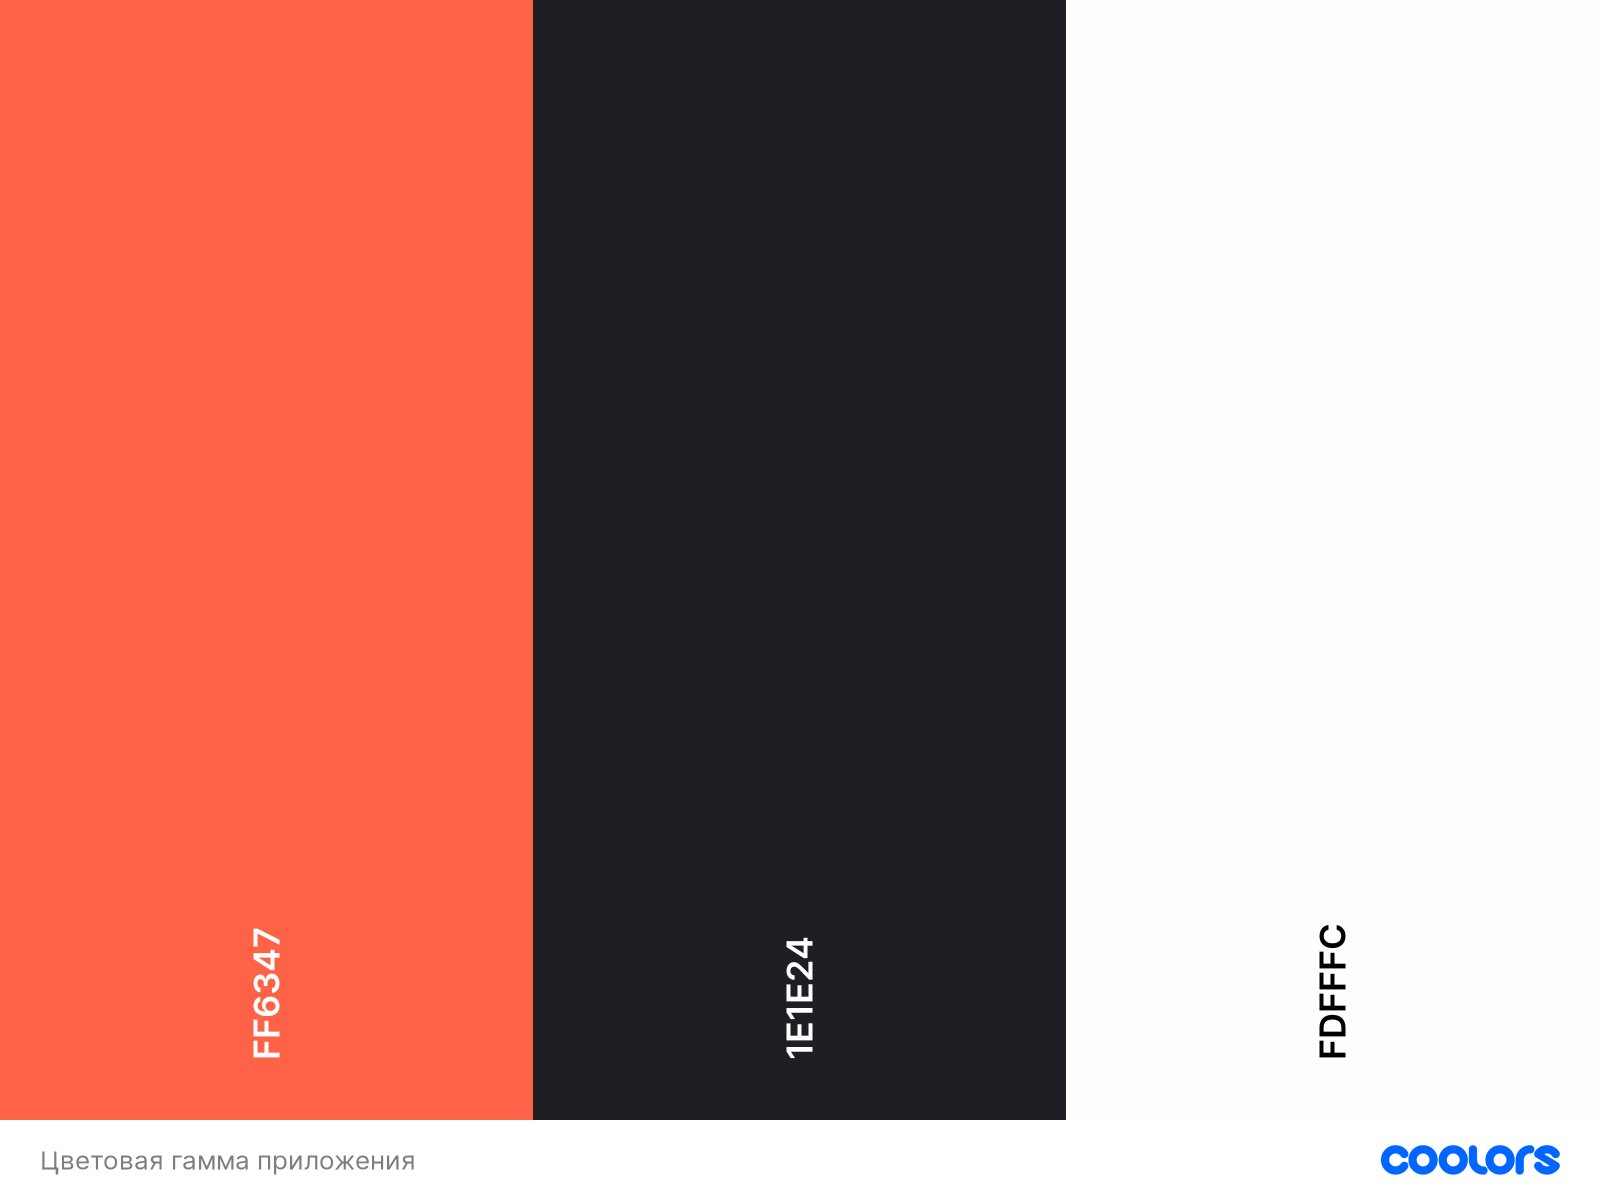 FF6347
1E1E24
FDFFFC
Цветовая гамма приложения
coolors